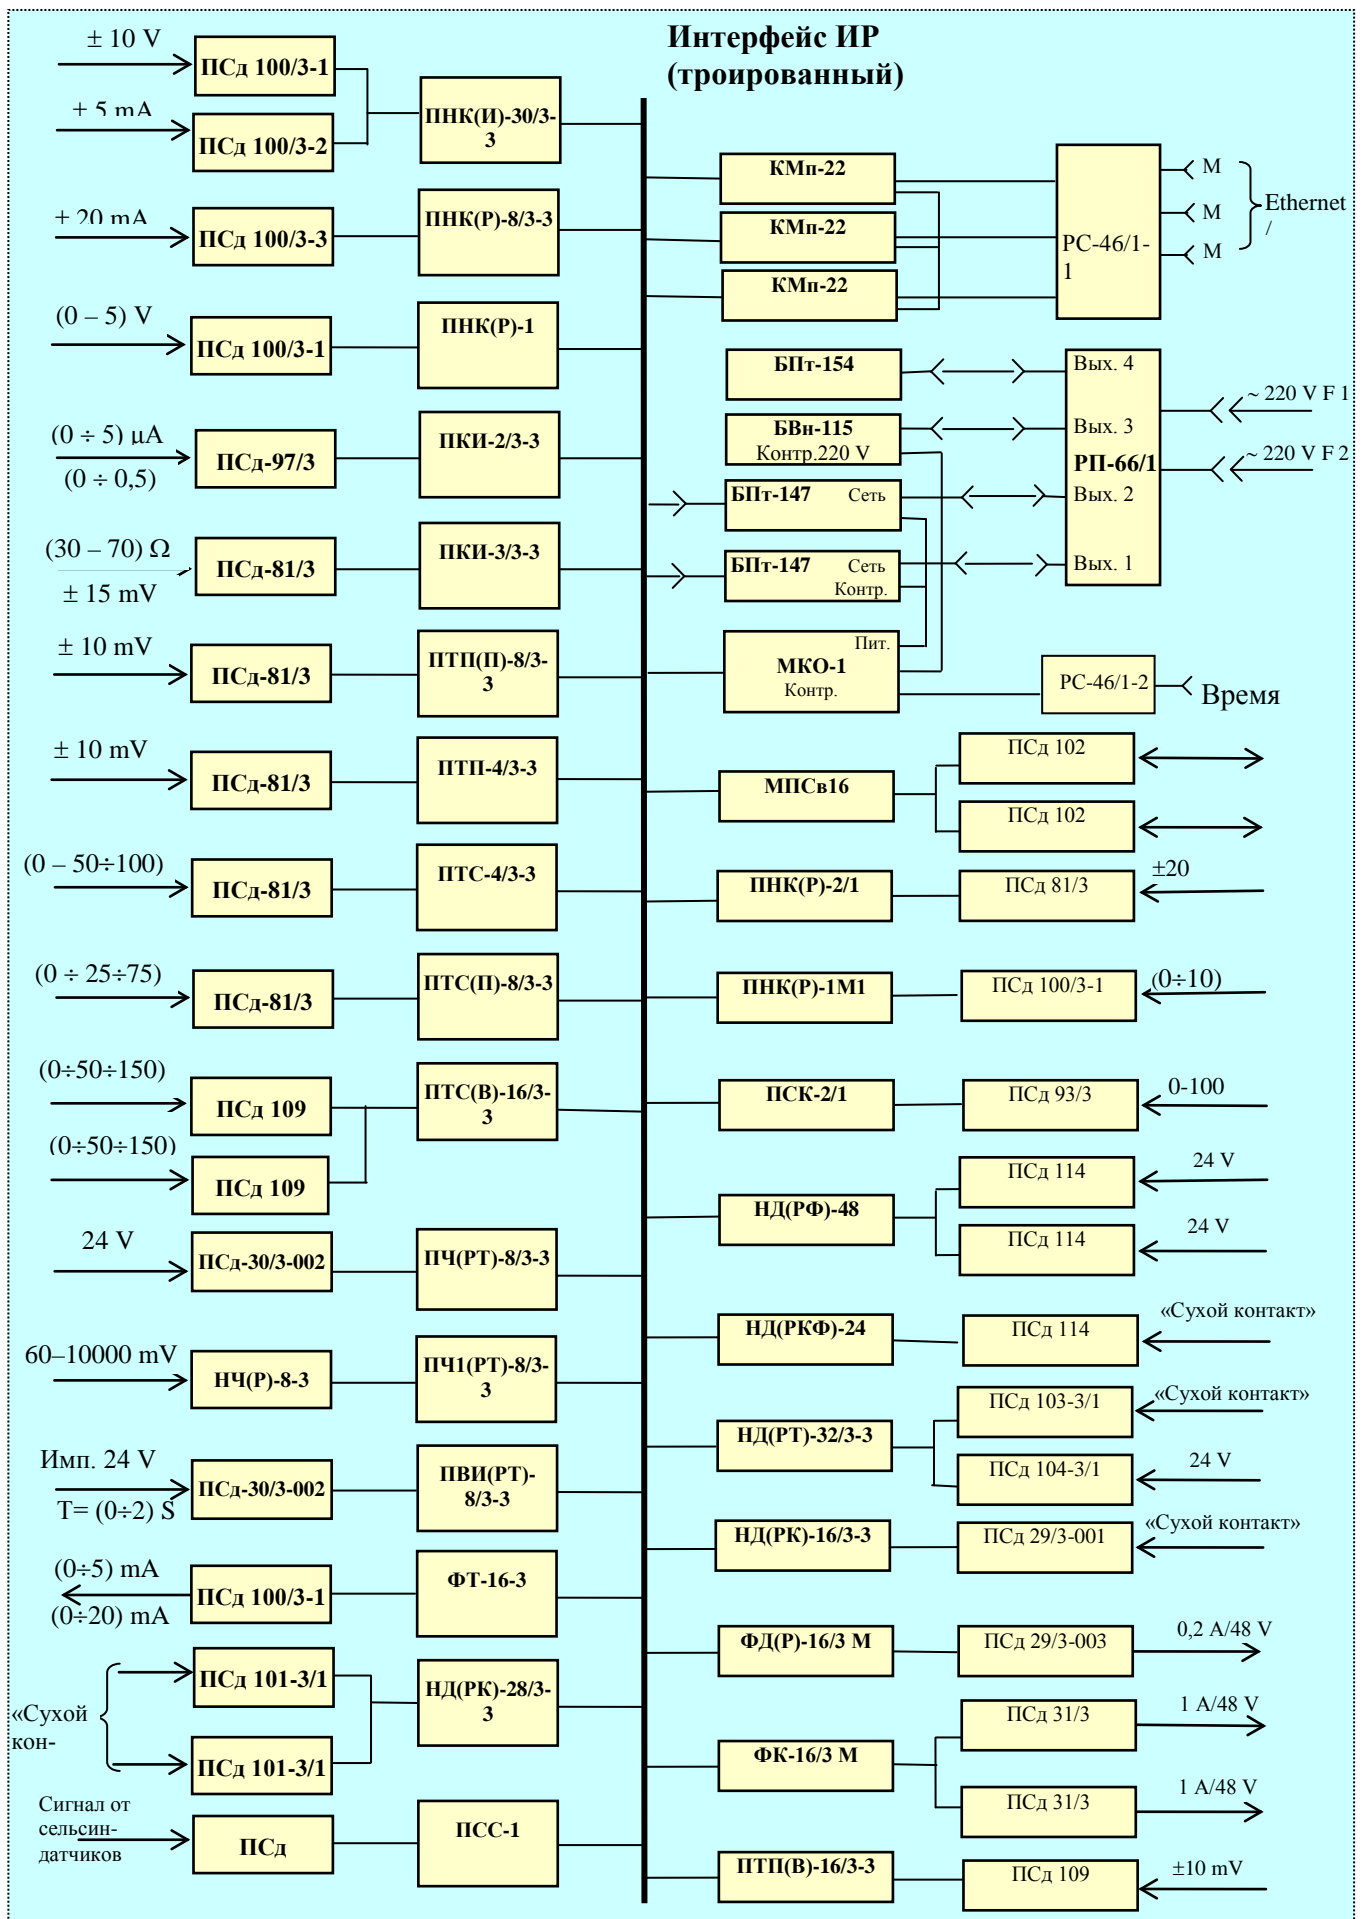 Интерфейс ИР
(троированный)
± 10 V
ПСд 100/3-1
± 5 mA
ПСд 100/3-2
ПНК(И)-30/3-
3
± 20 mA
ПСд 100/3-3
ПНК(Р)-8/3-3
(0 – 5) V
ПСд 100/3-1
ПНК(Р)-1
(0 ÷ 5) µA
(0 ÷ 0,5)
ПСд-97/3
ПКИ-2/3-3
(30 – 70) Ω
± 15 mV
ПСд-81/3
ПКИ-3/3-3
± 10 mV
ПСд-81/3
ПТП(П)-8/3-
3
± 10 mV
ПСд-81/3
ПТП-4/3-3
(0 – 50÷100)
ПСд-81/3
ПТС-4/3-3
(0 ÷ 25÷75)
ПСд-81/3
ПТС(П)-8/3-3
(0÷50÷150)
ПСд 109
(0÷50÷150)
ПСд 109
ПТС(В)-16/3-
3
24 V
ПСд-30/3-002
ПЧ(РТ)-8/3-3
60–10000 mV
НЧ(Р)-8-3
ПЧ1(РТ)-8/3-
3
Имп. 24 V
T= (0÷2) S
ПСд-30/3-002
ПВИ(РТ)-
8/3-3
(0÷5) mA
(0÷20) mA
ПСд 100/3-1
ФТ-16-3
«Сухой
кон-
ПСд 101-3/1
ПСд 101-3/1
НД(РК)-28/3-
3
Сигнал от
сельсин-
датчиков
ПСд
ПСС-1
КМп-22
КМп-22
КМп-22
РС-46/1-
1
М
М
М
Ethernet
/
БПт-154
БВн-115
Контр.220 V
БПт-147 Сеть
БПт-147 Сеть
Контр.
Вых. 4
Вых. 3
РП-66/1
Вых. 2
Вых. 1
~ 220 V F 1
~ 220 V F 2
Пит.
МКО-1
Контр.
РС-46/1-2
Время
МПСв16
ПСд 102
ПСд 102
ПНК(Р)-2/1
ПСд 81/3
±20
ПНК(Р)-1М1
ПСд 100/3-1
(0÷10)
ПСК-2/1
ПСд 93/3
0-100
НД(РФ)-48
ПСд 114
24 V
ПСд 114
24 V
НД(РКФ)-24
ПСд 114
«Сухой контакт»
НД(РТ)-32/3-3
ПСд 103-3/1
«Сухой контакт»
ПСд 104-3/1
24 V
НД(РК)-16/3-3
ПСд 29/3-001
«Сухой контакт»
ФД(Р)-16/3 М
ПСд 29/3-003
0,2 A/48 V
ФК-16/3 М
ПСд 31/3
1 A/48 V
ПСд 31/3
1 A/48 V
ПТП(В)-16/3-3
ПСд 109
±10 mV